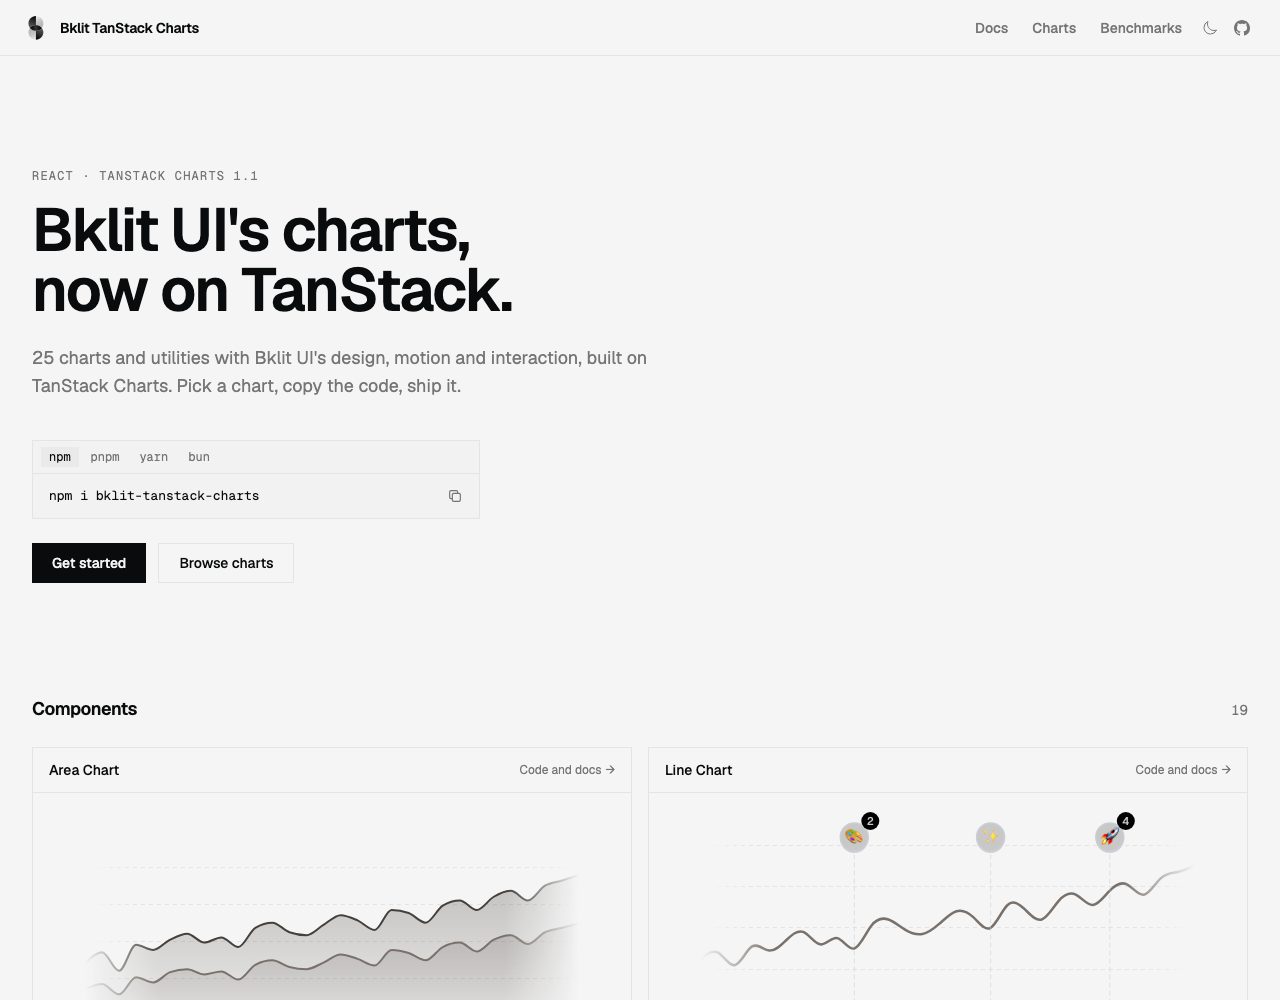 Bklit TanStack Charts
Docs
Charts
Benchmarks
REACT · TANSTACK CHARTS 1.1
Bklit UI's charts,
now on TanStack.
25 charts and utilities with Bklit UI's design, motion and interaction, built on
TanStack Charts. Pick a chart, copy the code, ship it.
npm pnpm yarn bun
npm i bklit-tanstack-charts
Get started
Browse charts
Components
19
Area Chart
Code and docs →
Line Chart
Code and docs →
2
4